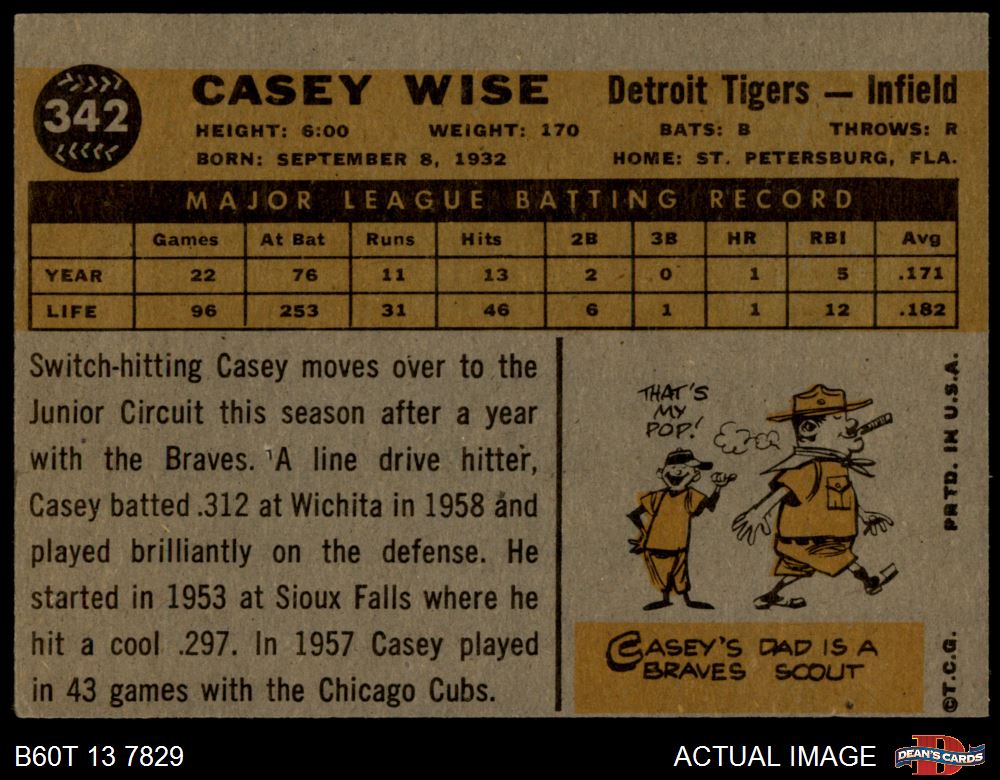 342
CASEY WISE
Detroit Tigers — Infield
HEIGHT: 6:00 WEIGHT: 170 BATS: B THROWS: R
BORN: SEPTEMBER 8, 1932 HOME: ST. PETERSBURG, FLA.
MAJOR LEAGUE BATTING RECORD
Games At Bat Runs Hits 2B 3B HR RBI Avg
YEAR 22 76 11 13 2 0 1 5 .171
LIFE 96 253 31 46 6 1 1 12 .182
Switch-hitting Casey moves over to the
Junior Circuit this season after a year
with the Braves. A line drive hitter,
Casey batted .312 at Wichita in 1958 and
played brilliantly on the defense. He
started in 1953 at Sioux Falls where he
hit a cool .297. In 1957 Casey played
in 43 games with the Chicago Cubs.
THAT'S
MY
POP!
CASEY'S DAD IS A
BRAVES SCOUT
©T.C.G. PRTD. IN U.S.A.
B60T 13 7829
ACTUAL IMAGE
D
DEAN'S CARDS